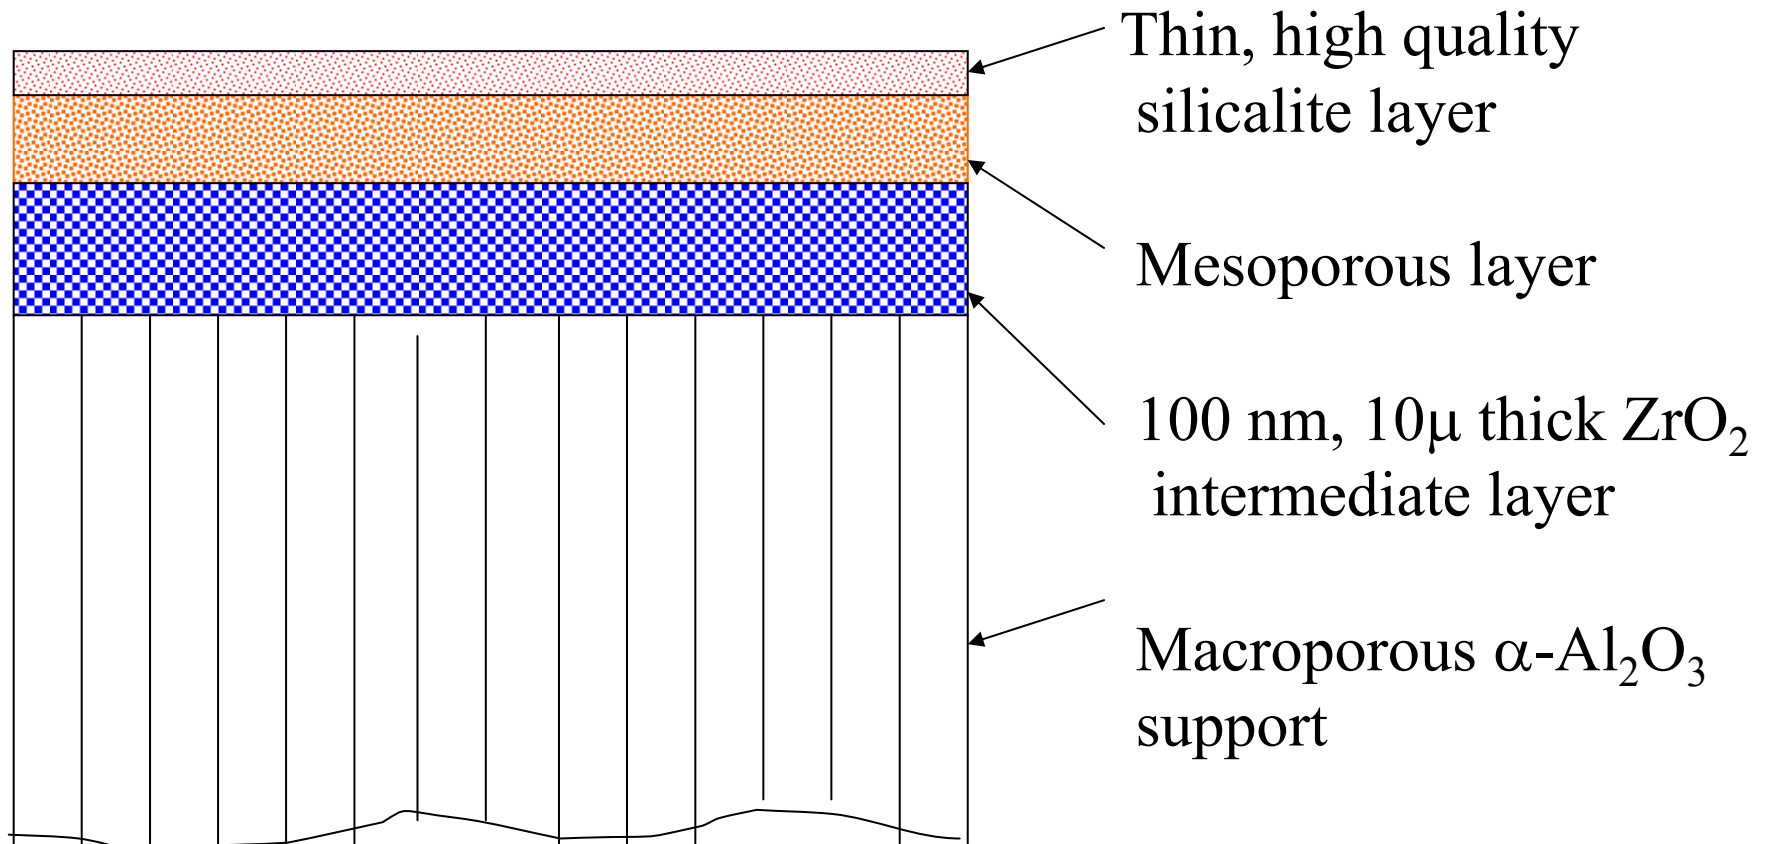 Thin, high quality
silicalite layer
Mesoporous layer
100 nm, 10μ thick ZrO₂
intermediate layer
Macroporous α-Al₂O₃
support